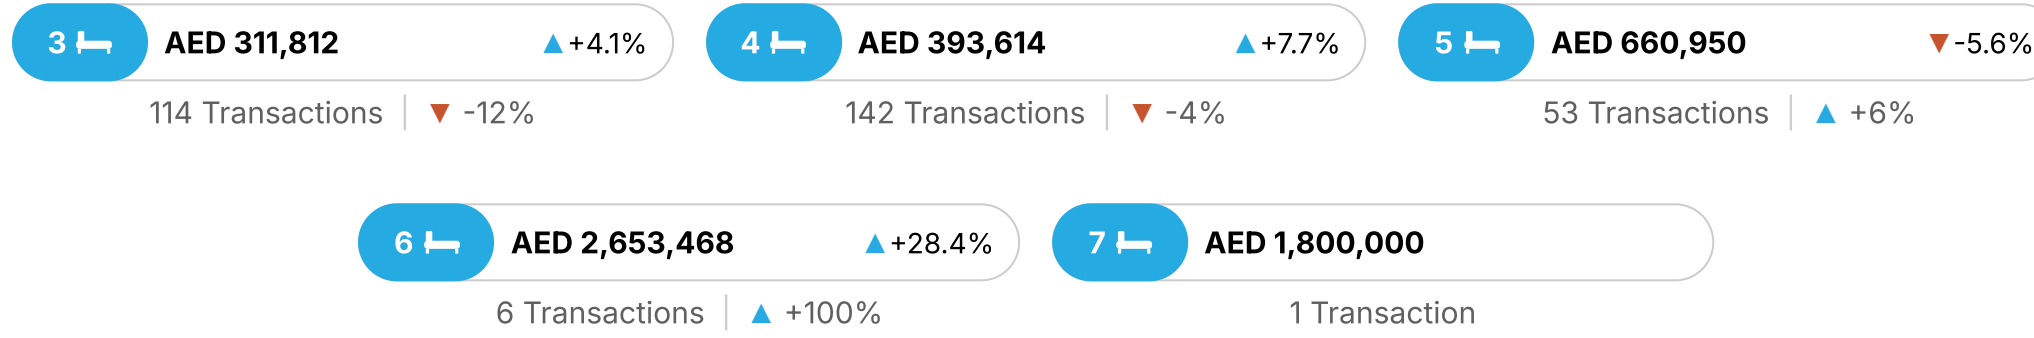 3 AED 311,812 ▲+4.1% 4 AED 393,614 ▲+7.7% 5 AED 660,950 ▼-5.6%
114 Transactions | ▼ -12% 142 Transactions | ▼ -4% 53 Transactions | ▲ +6%
6 AED 2,653,468 ▲+28.4% 7 AED 1,800,000
6 Transactions | ▲ +100% 1 Transaction